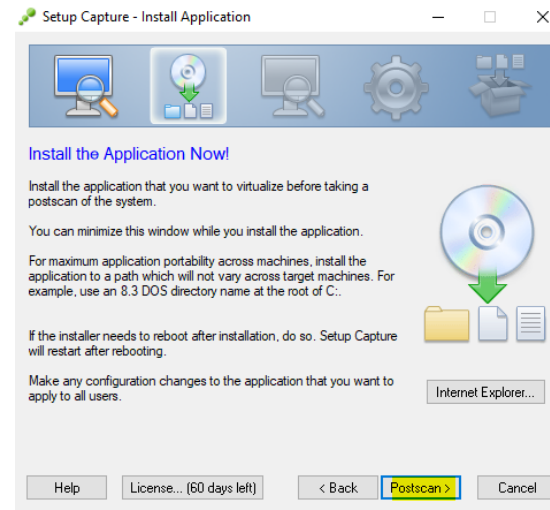 Setup Capture - Install Application
Install the Application Now!
Install the application that you want to virtualize before taking a
postscan of the system.
You can minimize this window while you install the application.
For maximum application portability across machines, install the
application to a path which will not vary across target machines. For
example, use an 8.3 DOS directory name at the root of C:.
If the installer needs to reboot after installation, do so. Setup Capture
will restart after rebooting.
Make any configuration changes to the application that you want to
apply to all users.
Internet Explorer...
Help
License... (60 days left)
< Back
Postscan >
Cancel